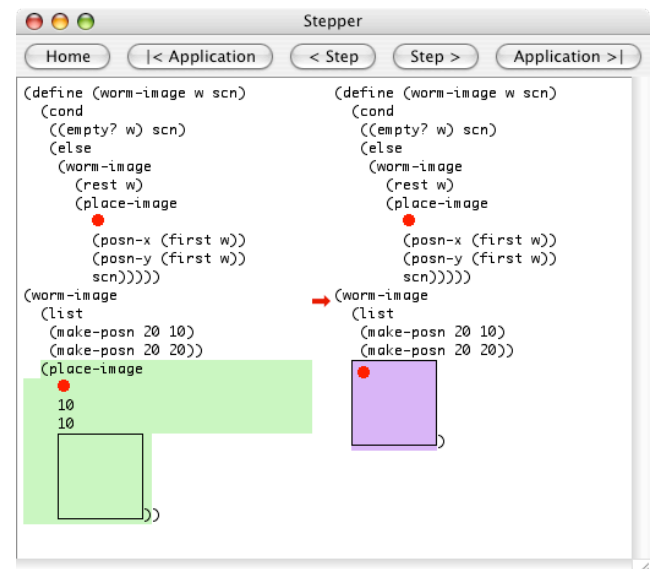 Stepper
Home
|< Application
< Step
Step >
Application >|
(define (worm-image w scn)
(cond
((empty? w) scn)
(else
(worm-image
(rest w)
(place-image
(posn-x (first w))
(posn-y (first w))
scn)))))
(worm-image
(list
(make-posn 20 10)
(make-posn 20 20))
(place-image
10
10
))
(define (worm-image w scn)
(cond
((empty? w) scn)
(else
(worm-image
(rest w)
(place-image
(posn-x (first w))
(posn-y (first w))
scn)))))
(worm-image
(list
(make-posn 20 10)
(make-posn 20 20))
)